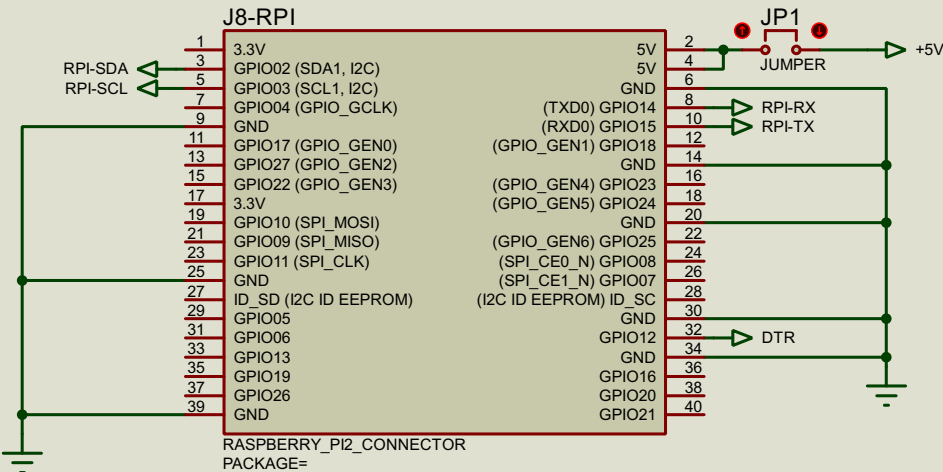 J8-RPI
JP1
1 3.3V 5V 2
+5V
RPI-SDA 3 GPIO02 (SDA1, I2C) 5V 4
JUMPER
RPI-SCL 5 GPIO03 (SCL1, I2C) GND 6
7 GPIO04 (GPIO_GCLK) (TXD0) GPIO14 8 RPI-RX
9 GND (RXD0) GPIO15 10 RPI-TX
11 GPIO17 (GPIO_GEN0) (GPIO_GEN1) GPIO18 12
13 GPIO27 (GPIO_GEN2) GND 14
15 GPIO22 (GPIO_GEN3) (GPIO_GEN4) GPIO23 16
17 3.3V (GPIO_GEN5) GPIO24 18
19 GPIO10 (SPI_MOSI) GND 20
21 GPIO09 (SPI_MISO) (GPIO_GEN6) GPIO25 22
23 GPIO11 (SPI_CLK) (SPI_CE0_N) GPIO08 24
25 GND (SPI_CE1_N) GPIO07 26
27 ID_SD (I2C ID EEPROM) (I2C ID EEPROM) ID_SC 28
29 GPIO05 GND 30
31 GPIO06 GPIO12 32 DTR
33 GPIO13 GND 34
35 GPIO19 GPIO16 36
37 GPIO26 GPIO20 38
39 GND GPIO21 40
RASPBERRY_PI2_CONNECTOR
PACKAGE=